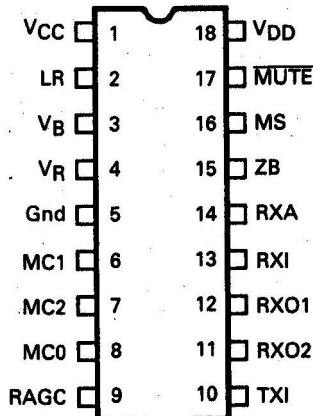 VCC 1 18 VDD
LR 2 17 MUTE
VB 3 16 MS
VR 4 15 ZB
Gnd 5 14 RXA
MC1 6 13 RXI
MC2 7 12 RXO1
MC0 8 11 RXO2
RAGC 9 10 TXI